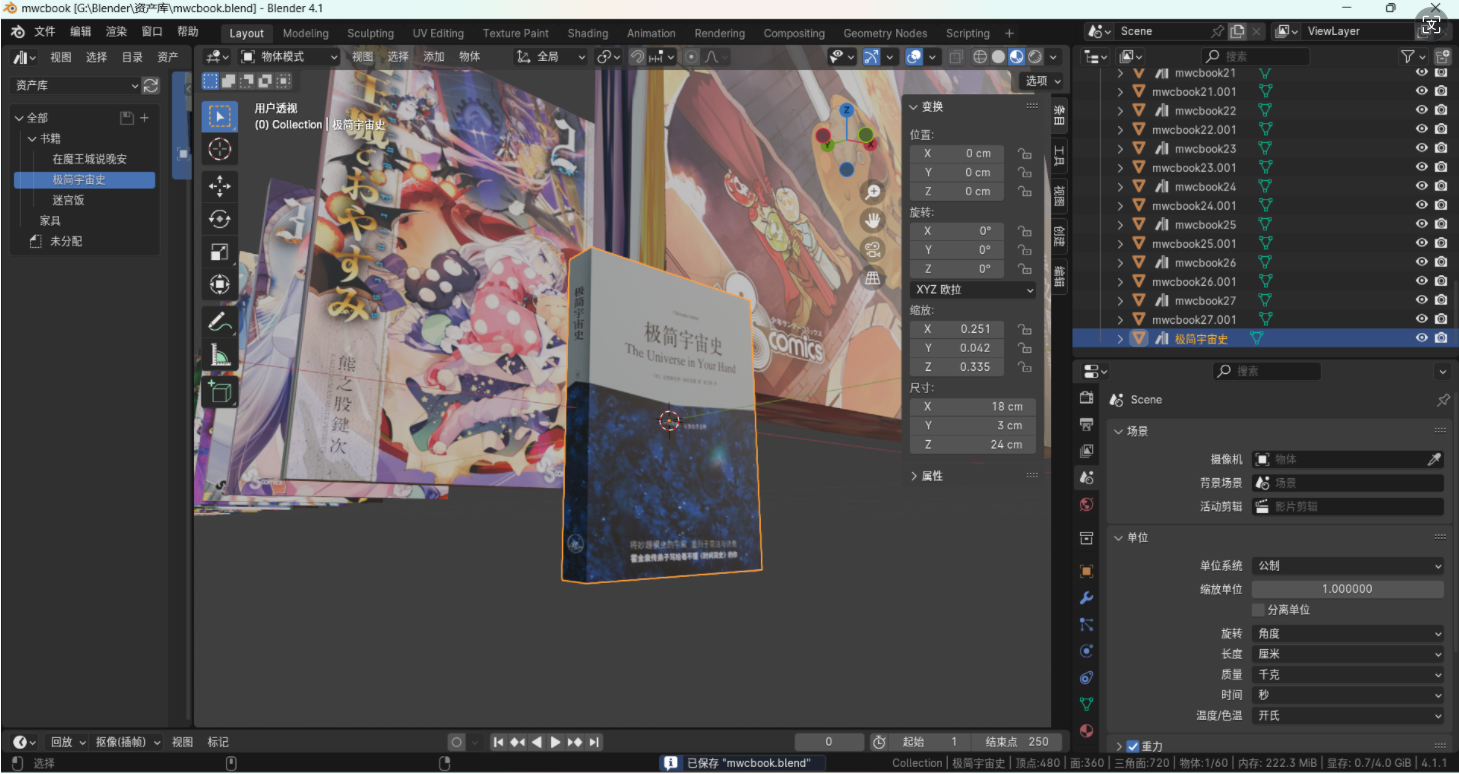 mwcbook [G:\Blender\资产库\mwcbook.blend] - Blender 4.1
文件 编辑 渲染 窗口 帮助
Layout Modeling Sculpting UV Editing Texture Paint Shading Animation Rendering Compositing Geometry Nodes Scripting +
Scene
ViewLayer
视图 选择 目录 资产
物体模式 视图 选择 添加 物体
全局
搜索
资产库
选项
全部
书籍
在魔王城说晚安
极简宇宙史
迷宫饭
家具
未分配
用户透视
(0) Collection | 极简宇宙史
おやすみ
2
熊之股鍵次
comics
极简宇宙史
极简宇宙史
The Universe in Your Hand
变换
位置:
X 0 cm
Y 0 cm
Z 0 cm
旋转:
X 0°
Y 0°
Z 0°
XYZ 欧拉
缩放:
X 0.251
Y 0.042
Z 0.335
尺寸:
X 18 cm
Y 3 cm
Z 24 cm
属性
条目
工具
视图
创建
编辑
mwcbook21
mwcbook21.001
mwcbook22
mwcbook22.001
mwcbook23
mwcbook23.001
mwcbook24
mwcbook24.001
mwcbook25
mwcbook25.001
mwcbook26
mwcbook26.001
mwcbook27
mwcbook27.001
极简宇宙史
搜索
Scene
场景
摄像机 物体
背景场景 场景
活动剪辑 影片剪辑
单位
单位系统 公制
缩放单位 1.000000
分离单位
旋转 角度
长度 厘米
质量 千克
时间 秒
温度/色温 开氏
重力
回放 抠像(插帧) 视图 标记
0 起始 1 结束点 250
选择
已保存 "mwcbook.blend"
Collection | 极简宇宙史 | 顶点:480 | 面:360 | 三角面:720 | 物体:1/60 | 内存: 222.3 MiB | 显存: 0.7/4.0 GiB | 4.1.1